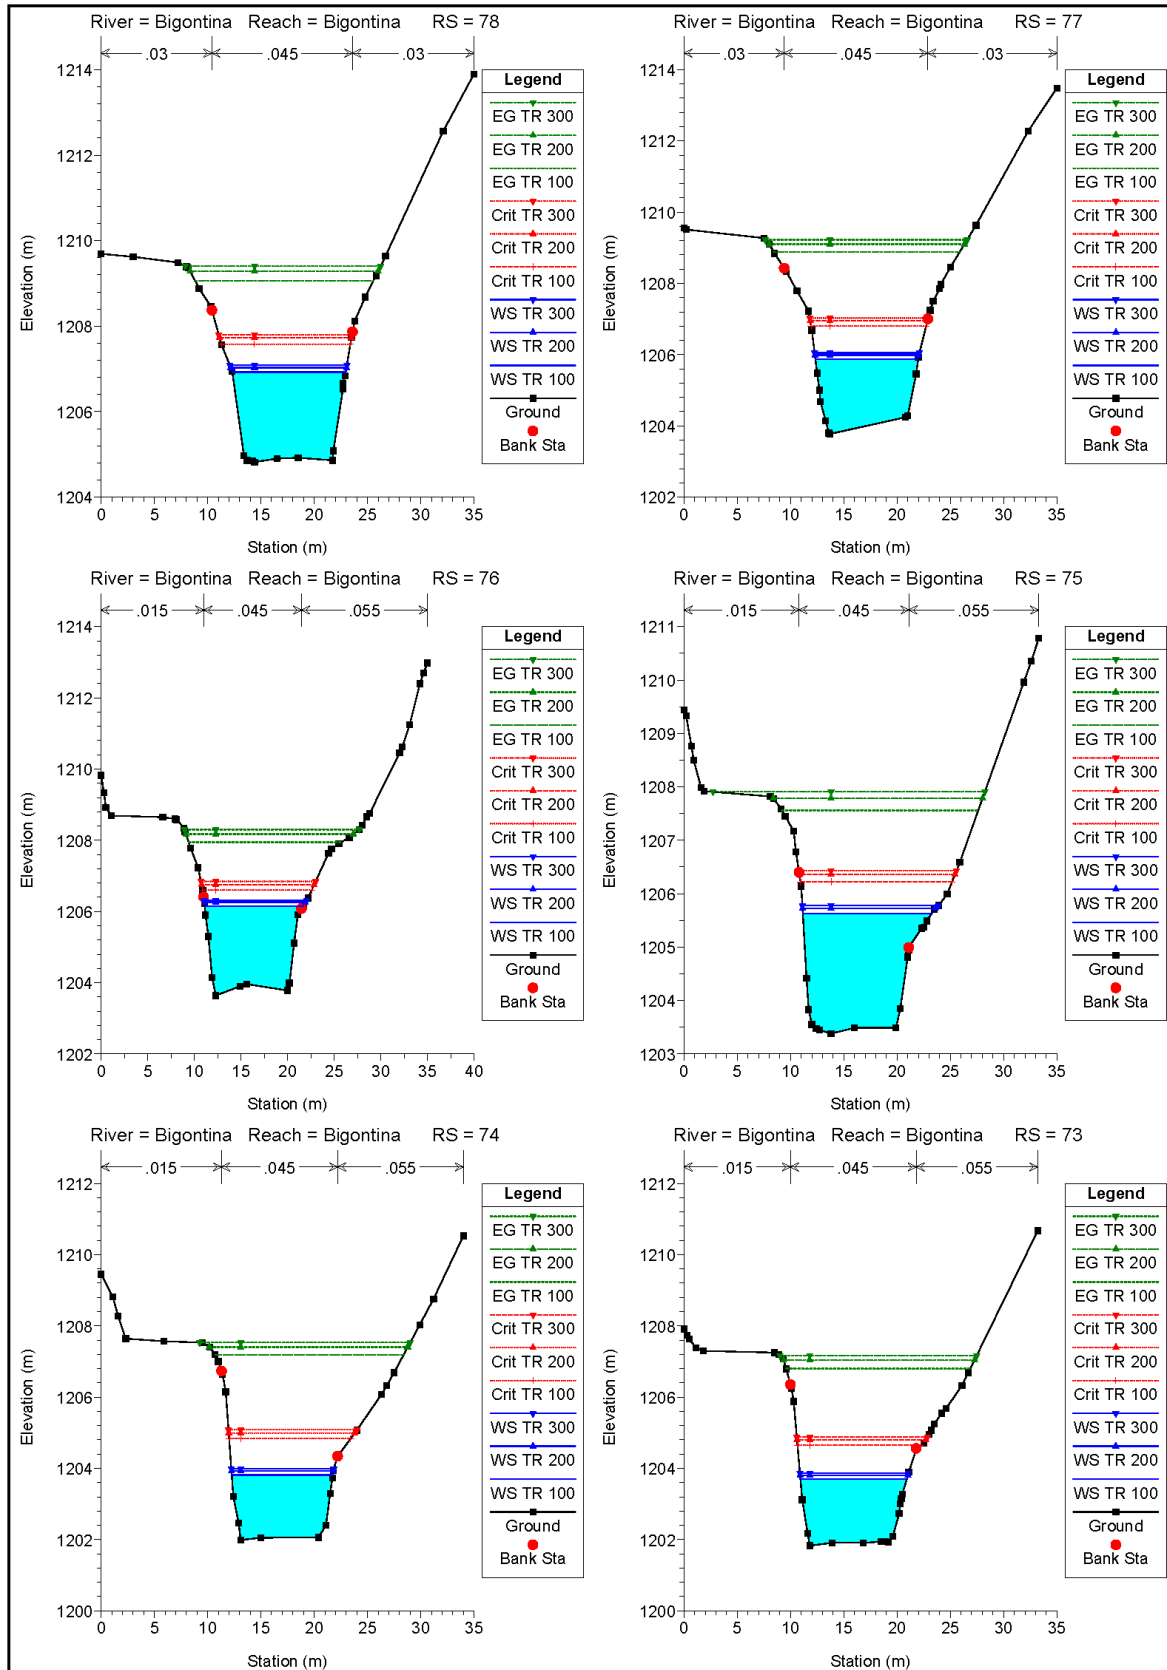 River = Bigontina Reach = Bigontina RS = 78
.03 .045 .03
1214
1212
1210
1208
1206
1204
Elevation (m)
0 5 10 15 20 25 30 35
Station (m)
Legend
EG TR 300
EG TR 200
EG TR 100
Crit TR 300
Crit TR 200
Crit TR 100
WS TR 300
WS TR 200
WS TR 100
Ground
Bank Sta
River = Bigontina Reach = Bigontina RS = 77
.03 .045 .03
1214
1212
1210
1208
1206
1204
1202
Elevation (m)
0 5 10 15 20 25 30 35
Station (m)
Legend
EG TR 300
EG TR 200
EG TR 100
Crit TR 300
Crit TR 200
Crit TR 100
WS TR 300
WS TR 200
WS TR 100
Ground
Bank Sta
River = Bigontina Reach = Bigontina RS = 76
.015 .045 .055
1214
1212
1210
1208
1206
1204
1202
Elevation (m)
0 5 10 15 20 25 30 35 40
Station (m)
Legend
EG TR 300
EG TR 200
EG TR 100
Crit TR 300
Crit TR 200
Crit TR 100
WS TR 300
WS TR 200
WS TR 100
Ground
Bank Sta
River = Bigontina Reach = Bigontina RS = 75
.015 .045 .055
1211
1210
1209
1208
1207
1206
1205
1204
1203
Elevation (m)
0 5 10 15 20 25 30 35
Station (m)
Legend
EG TR 300
EG TR 200
EG TR 100
Crit TR 300
Crit TR 200
Crit TR 100
WS TR 300
WS TR 200
WS TR 100
Ground
Bank Sta
River = Bigontina Reach = Bigontina RS = 74
.015 .045 .055
1212
1210
1208
1206
1204
1202
1200
Elevation (m)
0 5 10 15 20 25 30 35
Station (m)
Legend
EG TR 300
EG TR 200
EG TR 100
Crit TR 300
Crit TR 200
Crit TR 100
WS TR 300
WS TR 200
WS TR 100
Ground
Bank Sta
River = Bigontina Reach = Bigontina RS = 73
.015 .045 .055
1212
1210
1208
1206
1204
1202
1200
Elevation (m)
0 5 10 15 20 25 30 35
Station (m)
Legend
EG TR 300
EG TR 200
EG TR 100
Crit TR 300
Crit TR 200
Crit TR 100
WS TR 300
WS TR 200
WS TR 100
Ground
Bank Sta